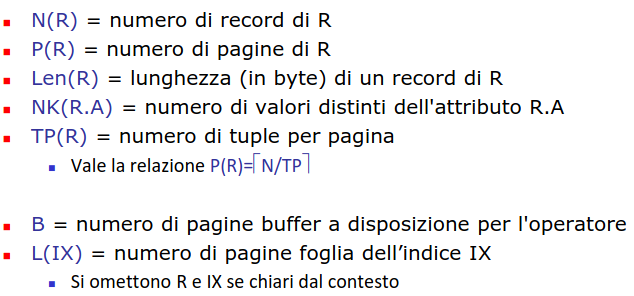 N(R) = numero di record di R
P(R) = numero di pagine di R
Len(R) = lunghezza (in byte) di un record di R
NK(R.A) = numero di valori distinti dell'attributo R.A
TP(R) = numero di tuple per pagina
Vale la relazione P(R)=⌈N/TP⌉
B = numero di pagine buffer a disposizione per l'operatore
L(IX) = numero di pagine foglia dell’indice IX
Si omettono R e IX se chiari dal contesto